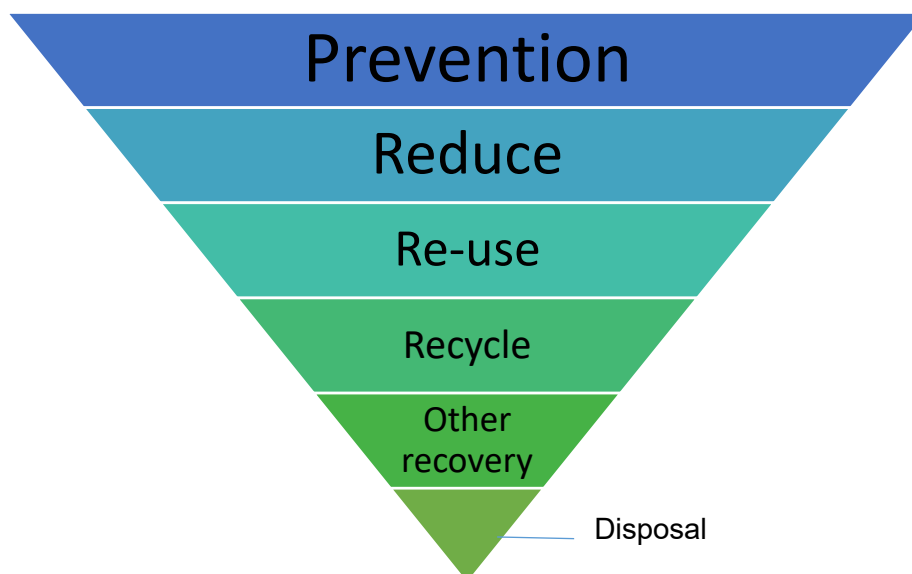 Prevention
Reduce
Re-use
Recycle
Other
recovery
Disposal